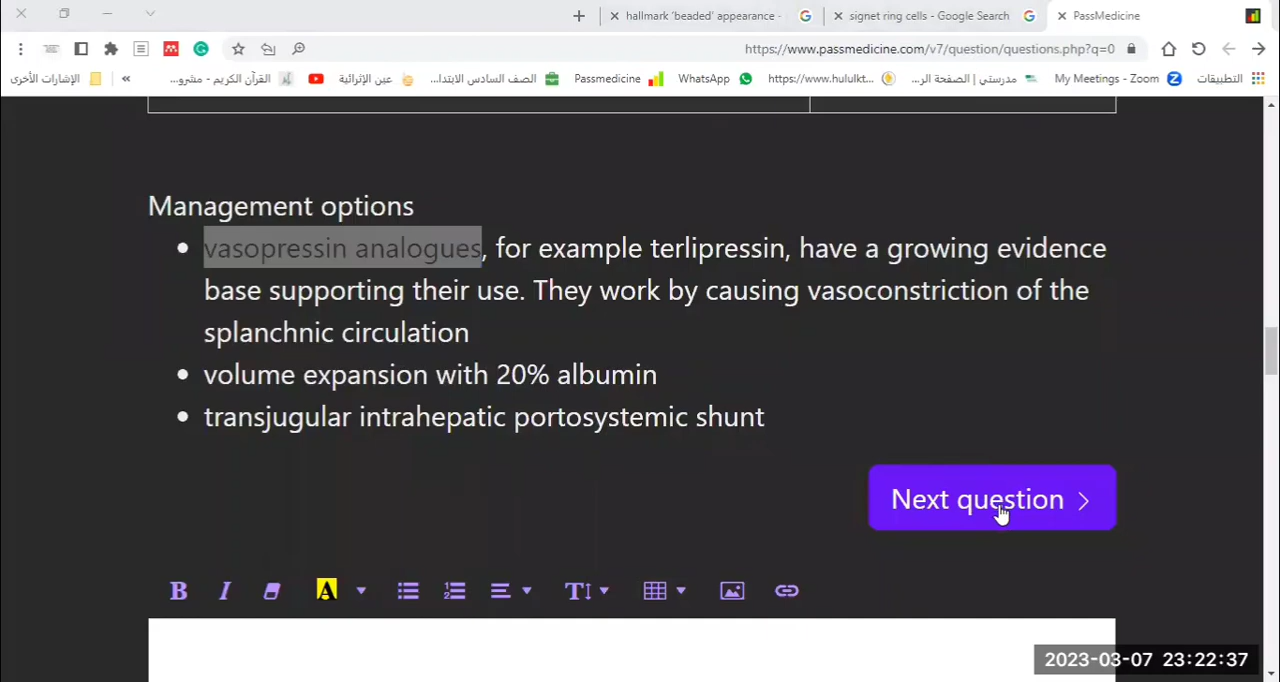 hallmark 'beaded' appearance -
signet ring cells - Google Search
PassMedicine
https://www.passmedicine.com/v7/question/questions.php?q=0
الإشارات الأخرى
القرآن الكريم - مشرو...
عين الإثرائية
الصف السادس الابتدا...
Passmedicine
WhatsApp
https://www.hululkt...
مدرستي | الصفحة الر...
My Meetings - Zoom
التطبيقات
Management options
vasopressin analogues, for example terlipressin, have a growing evidence
base supporting their use. They work by causing vasoconstriction of the
splanchnic circulation
volume expansion with 20% albumin
transjugular intrahepatic portosystemic shunt
Next question
2023-03-07 23:22:37